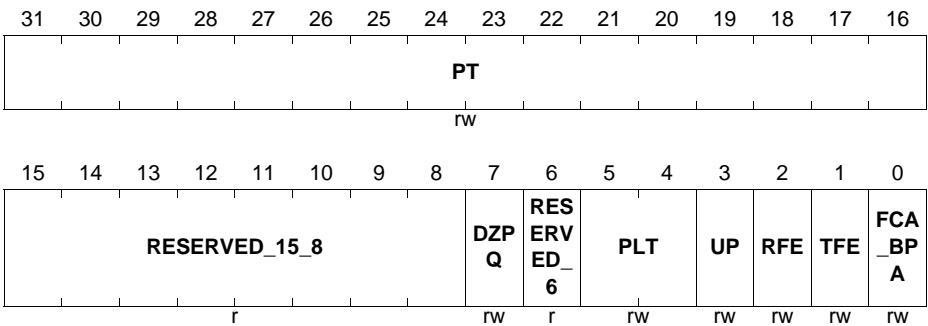 31 30 29 28 27 26 25 24 23 22 21 20 19 18 17 16
PT
rw
15 14 13 12 11 10 9 8 7 6 5 4 3 2 1 0
RESERVED_15_8
DZP
Q
RES
ERV
ED_
6
PLT
UP
RFE
TFE
FCA
_BP
A
r rw r rw rw rw rw rw